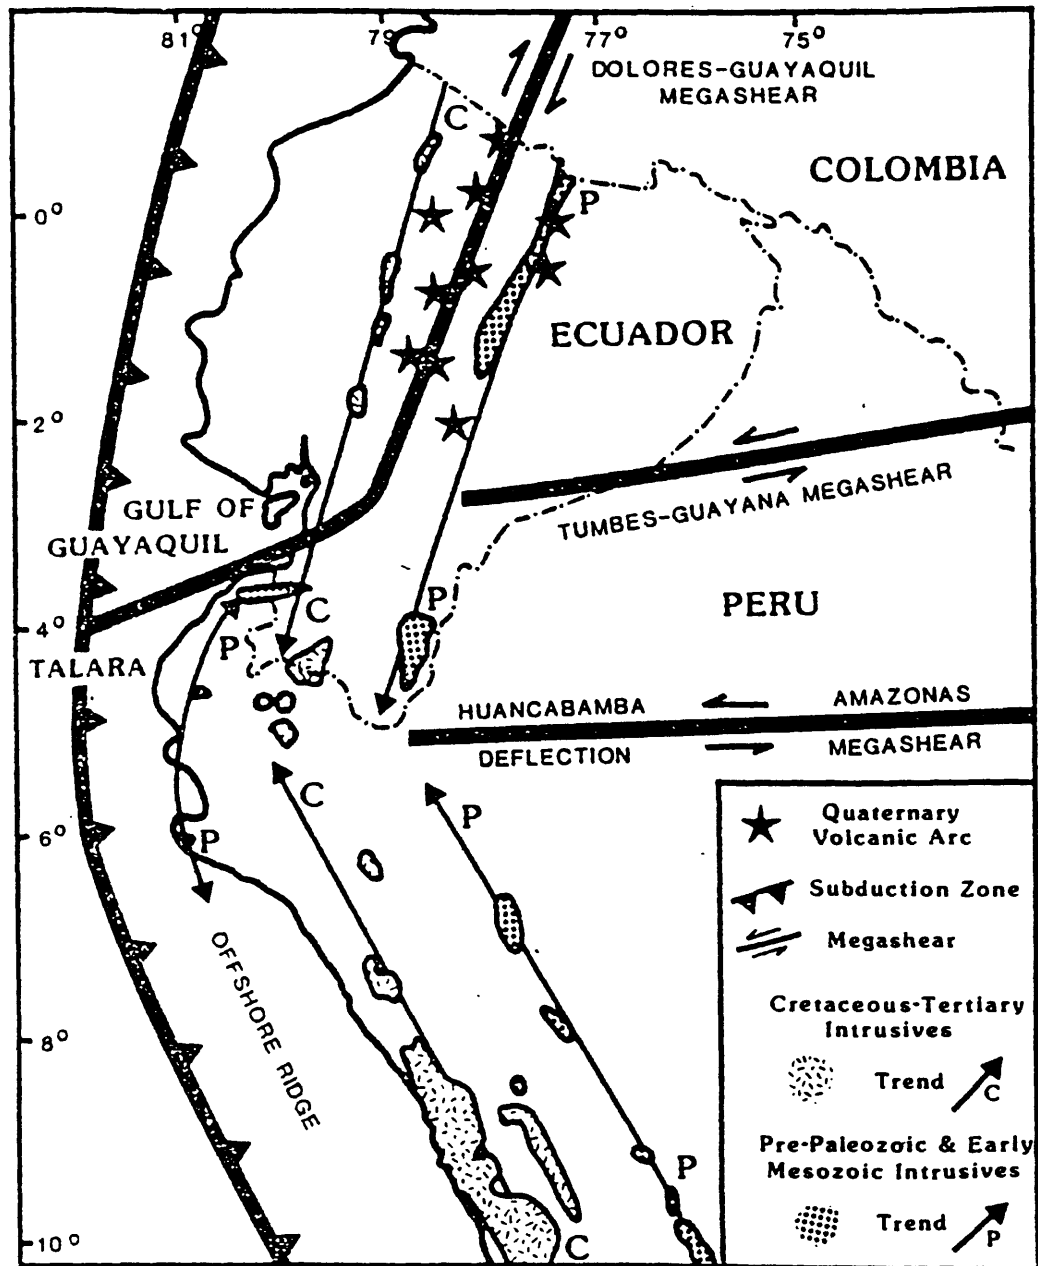 81°
79
77°
75°
DOLORES-GUAYAQUIL
MEGASHEAR
C
COLOMBIA
P
0°
ECUADOR
2°
TUMBES-GUAYANA MEGASHEAR
GULF OF
GUAYAQUIL
PERU
C
P
4°
P
TALARA
HUANCABAMBA
AMAZONAS
DEFLECTION
MEGASHEAR
C
P
6°
P
OFFSHORE RIDGE
8°
P
10°
C
Quaternary
Volcanic Arc
Subduction Zone
Megashear
Cretaceous-Tertiary
Intrusives
Trend
C
Pre-Paleozoic & Early
Mesozoic Intrusives
Trend
P